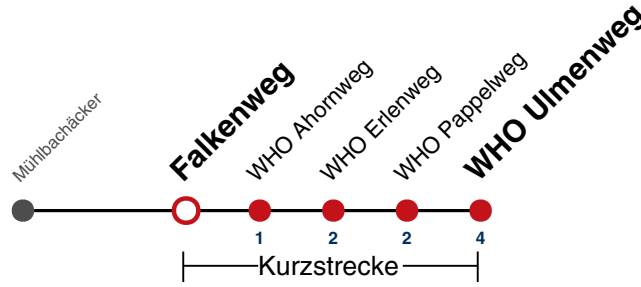 Mühlbachäcker
Falkenweg
WHO Ahornweg
WHO Erlenweg
WHO Pappelweg
WHO Ulmenweg
1
2
2
4
Kurzstrecke